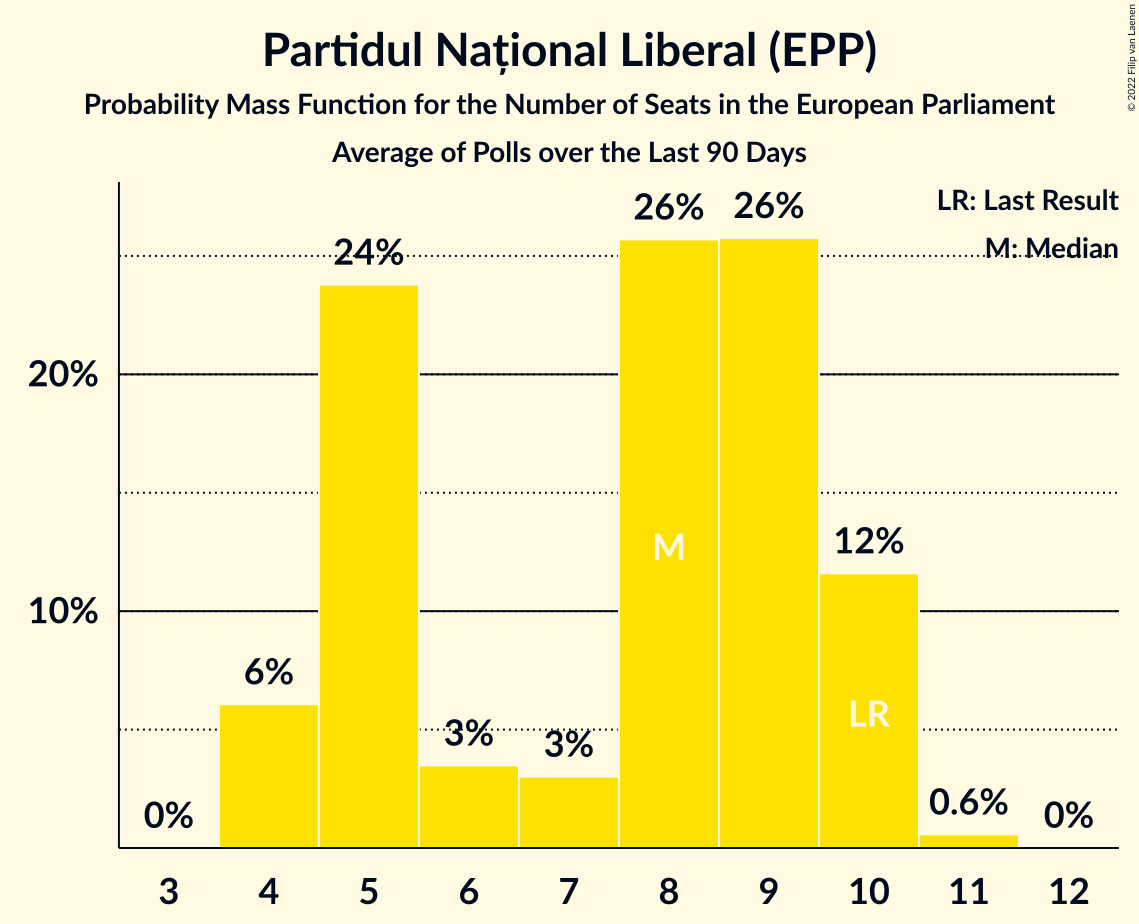 Partidul Național Liberal (EPP)
Probability Mass Function for the Number of Seats in the European Parliament
Average of Polls over the Last 90 Days
© 2022 Filip van Laenen
LR: Last Result
M: Median
20%
10%
0%
6%
24%
3%
3%
26%
26%
12%
0.6%
0%
M
LR
3 4 5 6 7 8 9 10 11 12